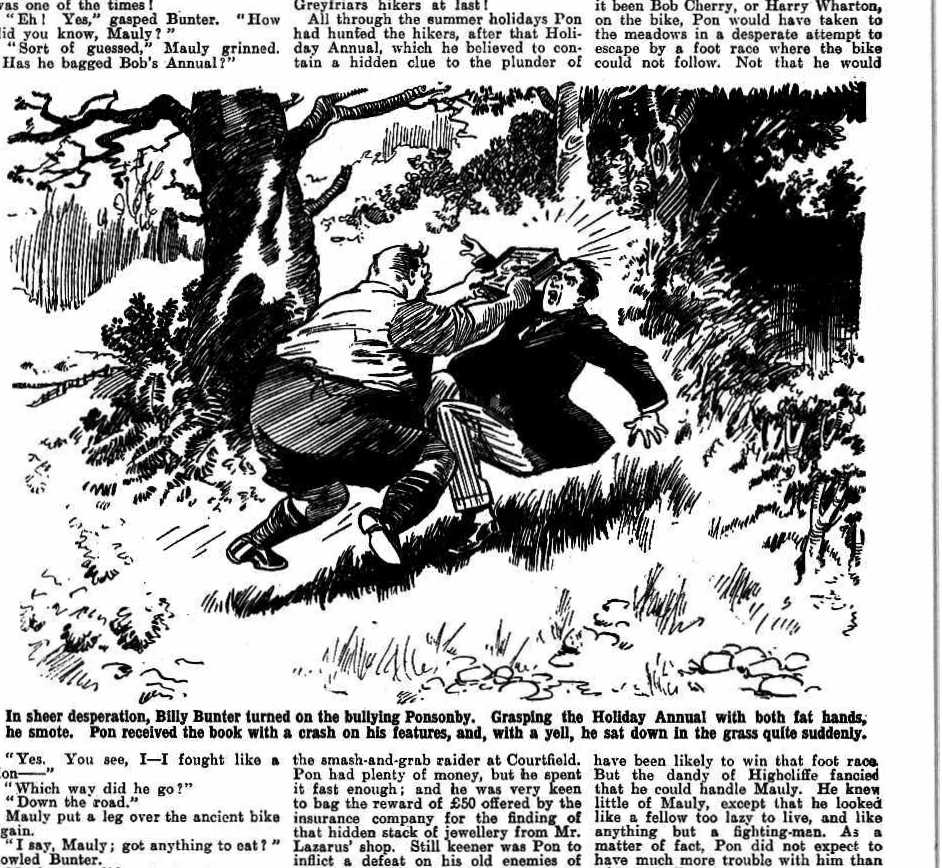 was one of the times!
"Eh! Yes," gasped Bunter. "How
did you know, Mauly?"
"Sort of guessed," Mauly grinned.
Has he bagged Bob's Annual?"
Greyfriars hikers at last!
All through the summer holidays Pon
had hunted the hikers, after that Holi-
day Annual, which he believed to con-
tain a hidden clue to the plunder of
it been Bob Cherry, or Harry Wharton,
on the bike, Pon would have taken to
the meadows in a desperate attempt to
escape by a foot race where the bike
could not follow. Not that he would
In sheer desperation, Billy Bunter turned on the bullying Ponsonby. Grasping the Holiday Annual with both fat hands,
he smote. Pon received the book with a crash on his features, and, with a yell, he sat down in the grass quite suddenly.
"Yes. You see, I—I fought like a
on——"
"Which way did he go?"
"Down the road."
Mauly put a leg over the ancient bike
gain.
"I say, Mauly; got anything to eat?"
owled Bunter.
the smash-and-grab raider at Courtfield.
Pon had plenty of money, but he spent
it fast enough; and he was very keen
to bag the reward of £50 offered by the
insurance company for the finding of
that hidden stack of jewellery from Mr.
Lazarus' shop. Still keener was Pon to
inflict a defeat on his old enemies of
have been likely to win that foot race.
But the dandy of Highcliffe fancied
that he could handle Mauly. He knew
little of Mauly, except that he looked
like a fellow too lazy to live, and like
anything but a fighting-man. As a
matter of fact, Pon did not expect to
have much more trouble with him than